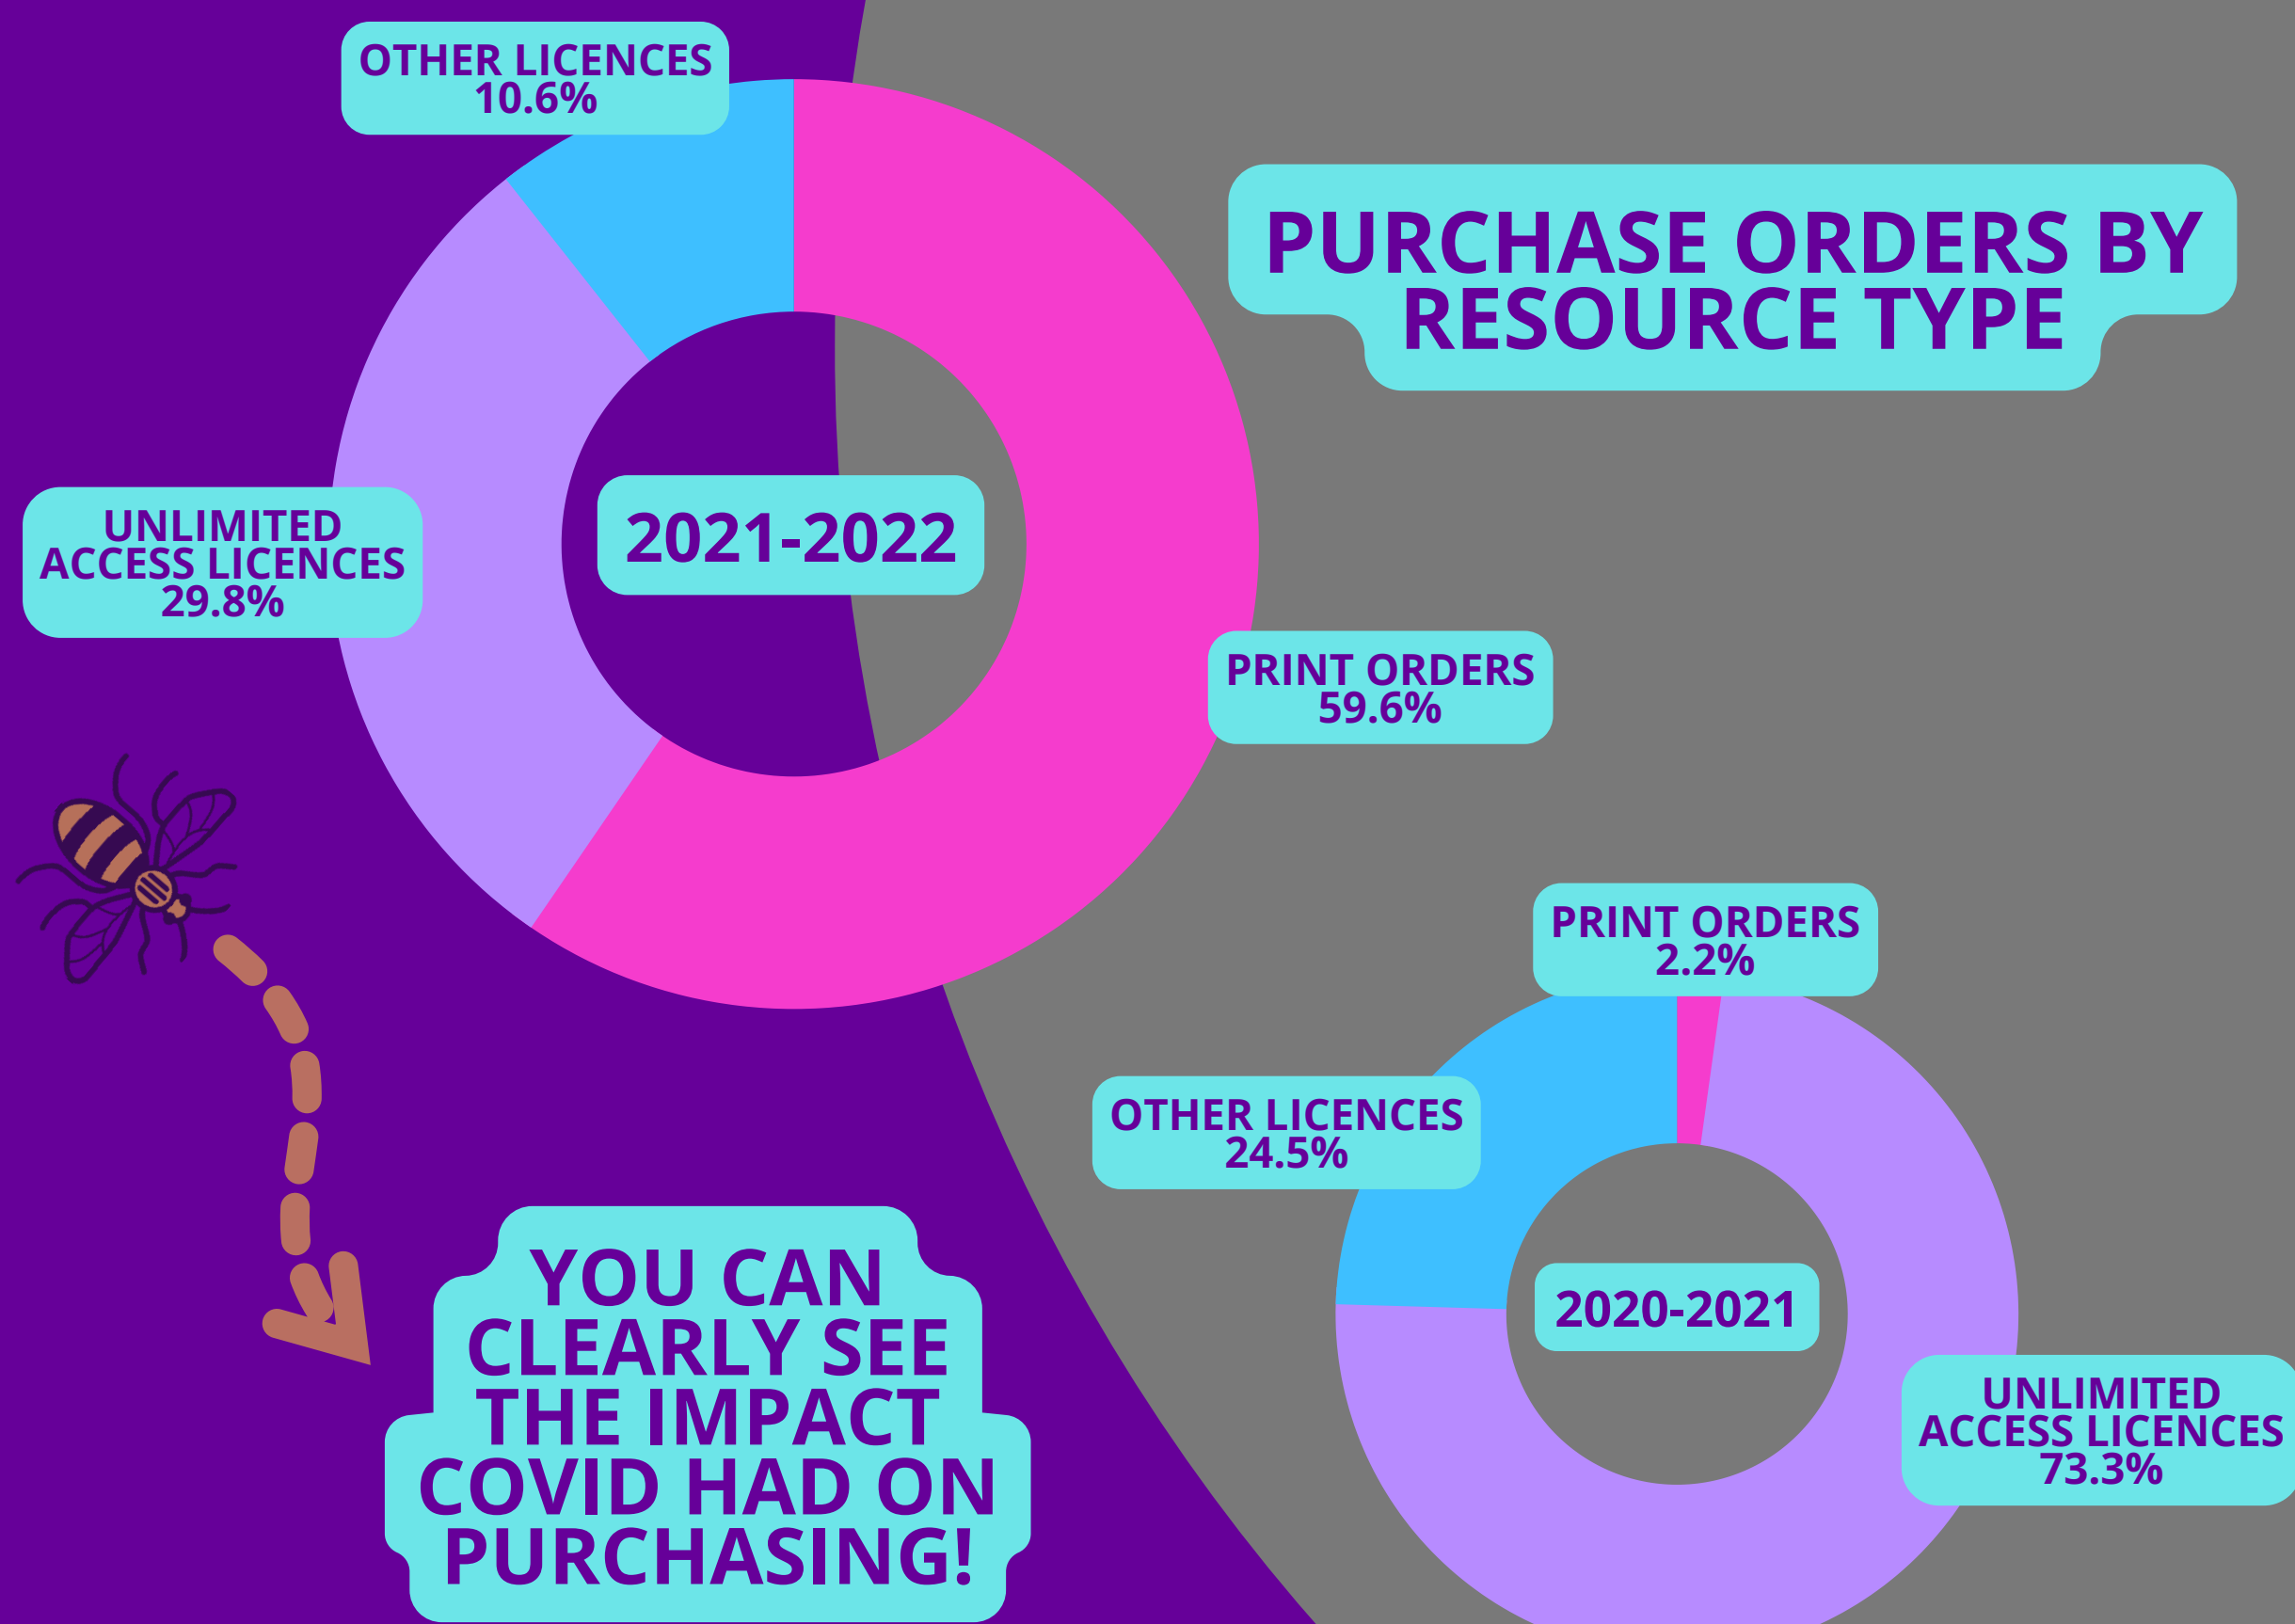 OTHER LICENCES
10.6%
PURCHASE ORDERS BY
RESOURCE TYPE
UNLIMITED
ACCESS LICENCES
29.8%
2021-2022
PRINT ORDERS
59.6%
PRINT ORDERS
2.2%
OTHER LICENCES
24.5%
2020-2021
UNLIMITED
ACCESS LICENCES
73.3%
YOU CAN
CLEARLY SEE
THE IMPACT
COVID HAD ON
PURCHASING!